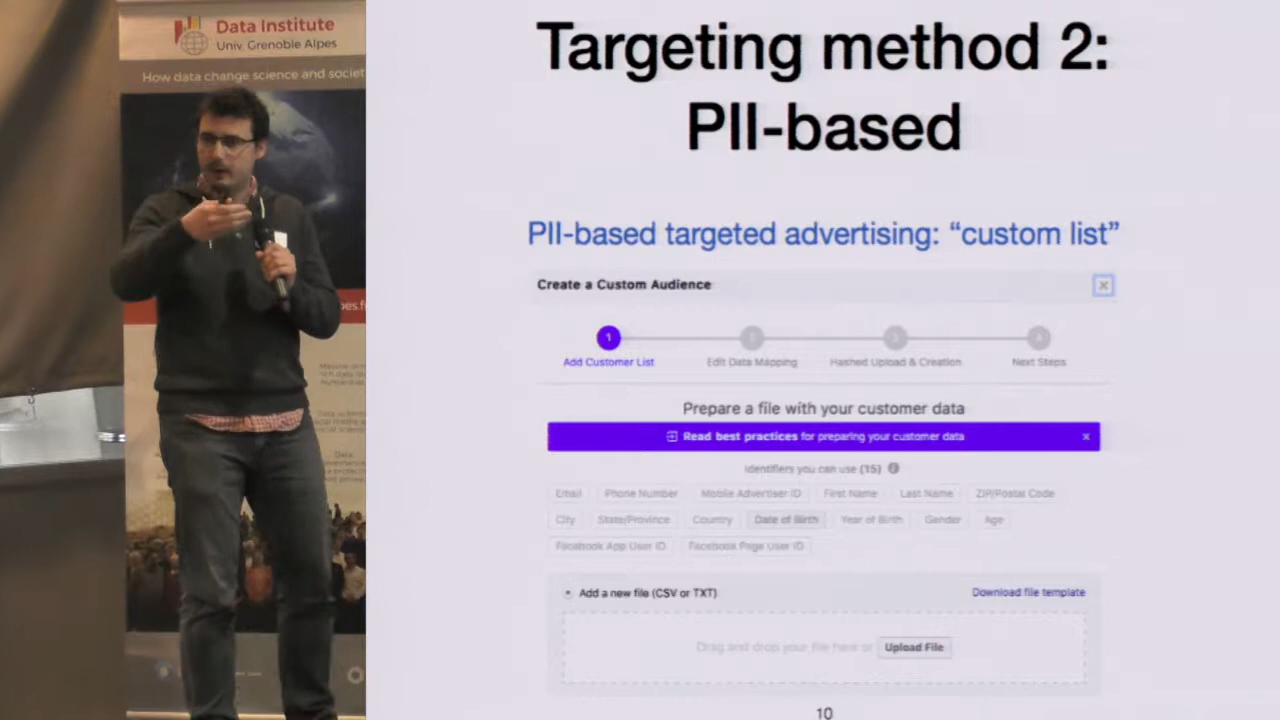 Data Institute
Univ. Grenoble Alpes
How data change science and societ
Targeting method 2:
PII-based
PII-based targeted advertising: “custom list”
Create a Custom Audience
1
Add Customer List
Edit Data Mapping
Hashed Upload & Creation
Next Steps
Prepare a file with your customer data
Read best practices for preparing your customer data
Identifiers you can use (15)
Email Phone Number Mobile Advertiser ID First Name Last Name ZIP/Postal Code
City State/Province Country Date of Birth Year of Birth Gender Age
Facebook App User ID Facebook Page User ID
Add a new file (CSV or TXT)
Download file template
Drag and drop your file here or Upload File
10